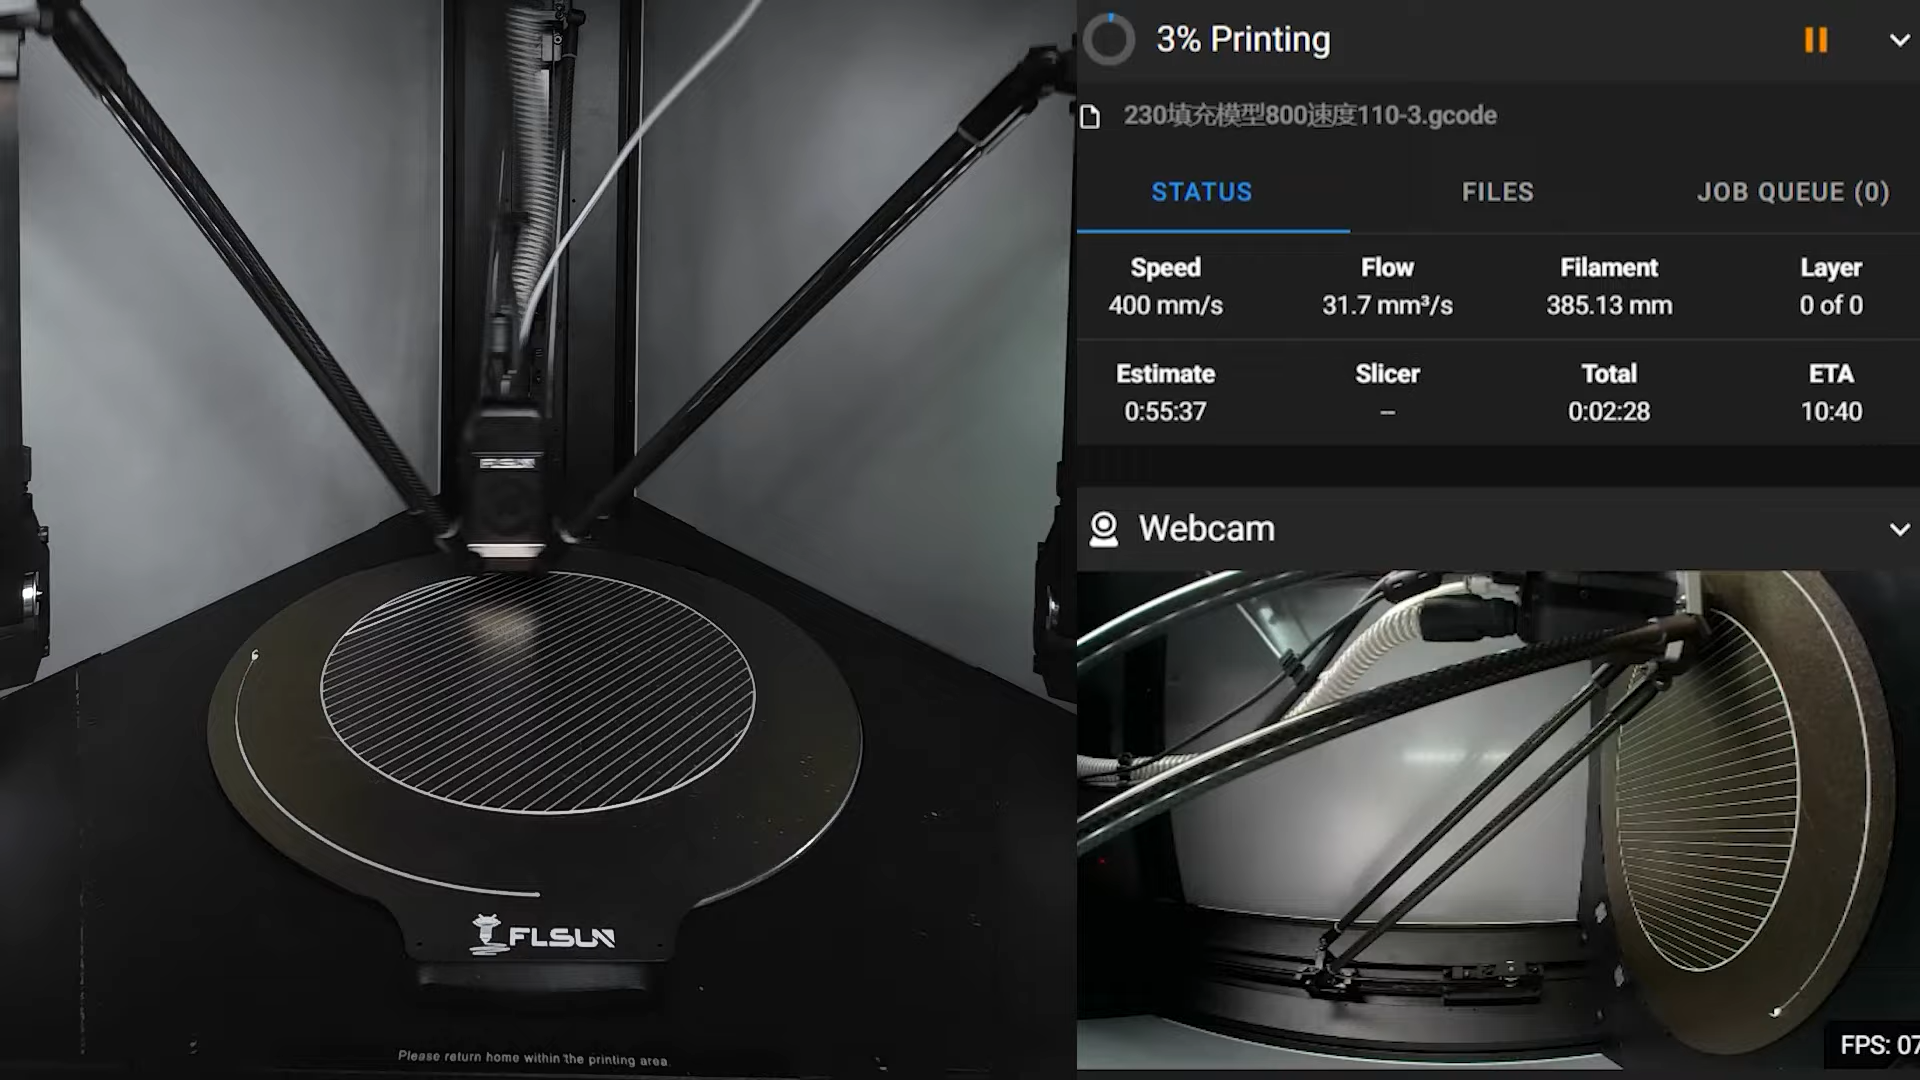 FLSUN
Please return home within the printing area.
3% Printing
230填充模型800速度110-3.gcode
STATUS
FILES
JOB QUEUE (0)
Speed
Flow
Filament
Layer
400 mm/s
31.7 mm³/s
385.13 mm
0 of 0
Estimate
Slicer
Total
ETA
0:55:37
--
0:02:28
10:40
Webcam
FPS: 07